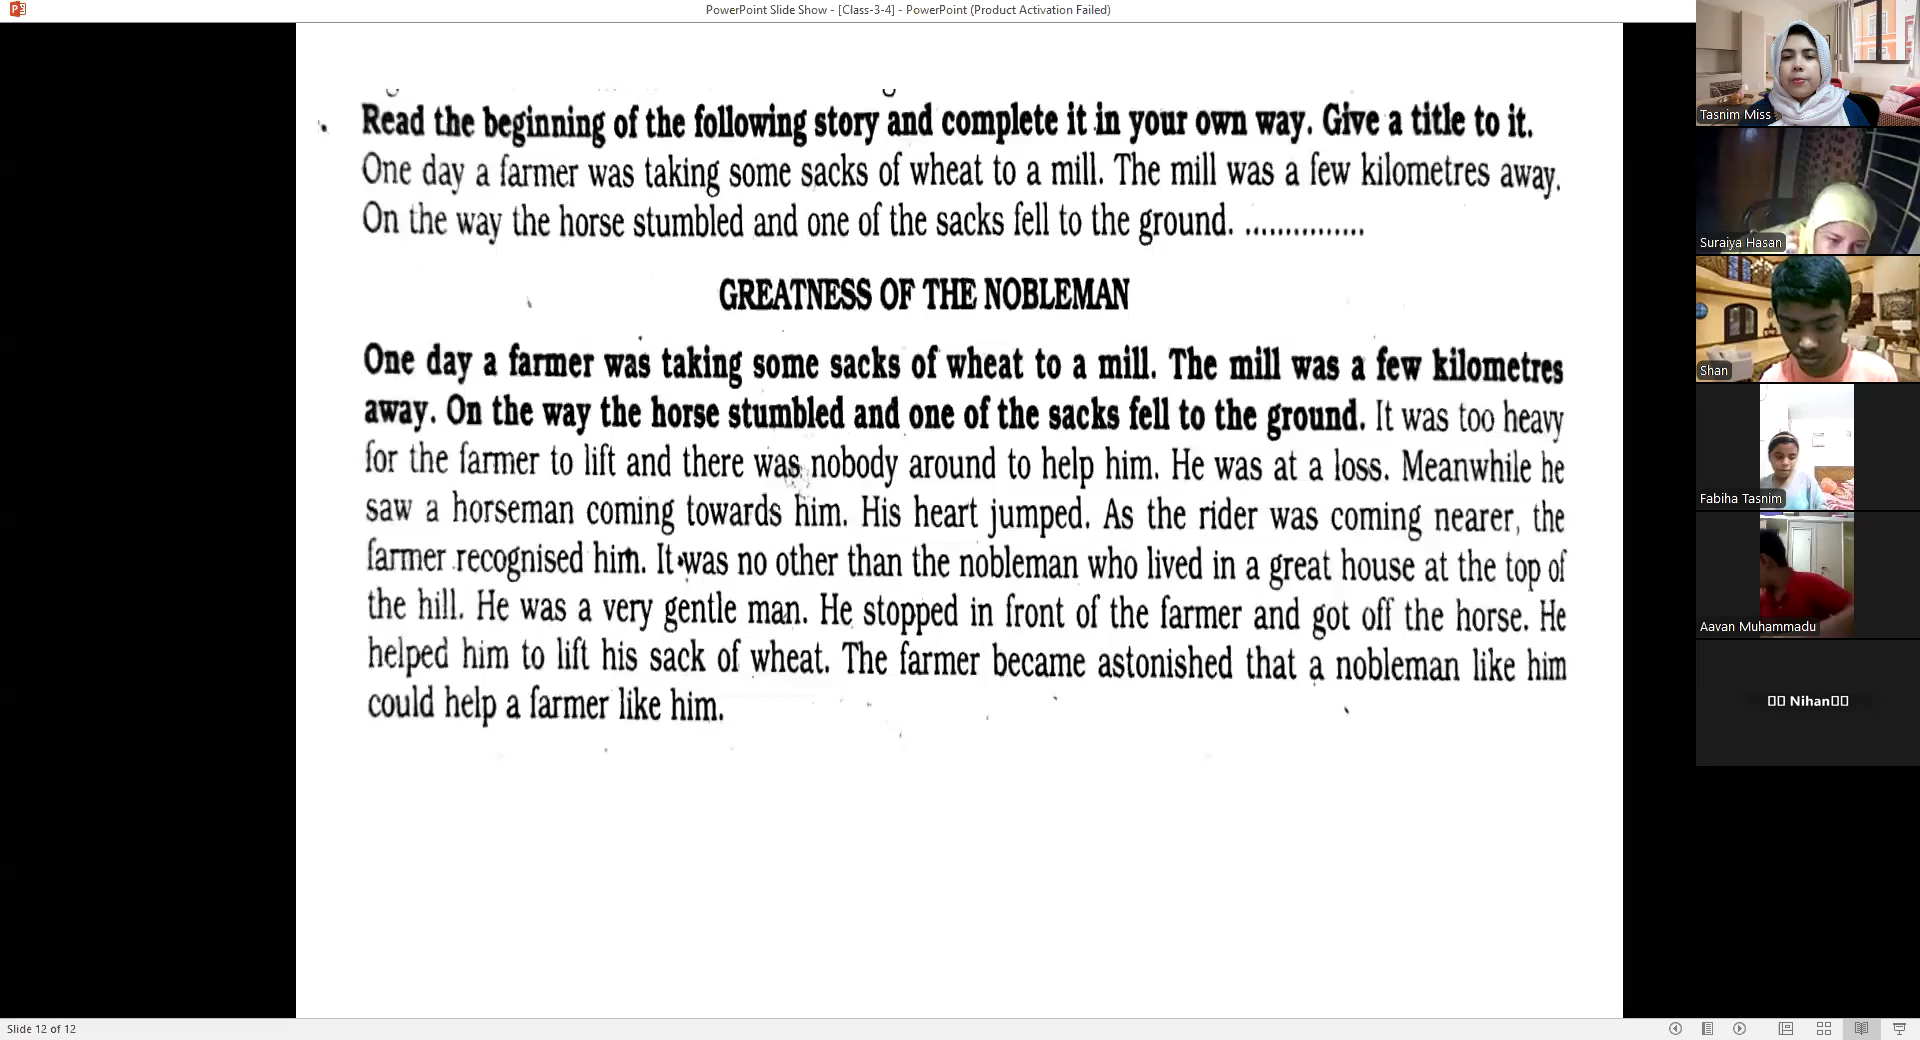 PowerPoint Slide Show - [Class-3-4] - PowerPoint (Product Activation Failed)
Read the beginning of the following story and complete it in your own way. Give a title to it.
One day a farmer was taking some sacks of wheat to a mill. The mill was a few kilometres away.
On the way the horse stumbled and one of the sacks fell to the ground. ...............
GREATNESS OF THE NOBLEMAN
One day a farmer was taking some sacks of wheat to a mill. The mill was a few kilometres
away. On the way the horse stumbled and one of the sacks fell to the ground. It was too heavy
for the farmer to lift and there was nobody around to help him. He was at a loss. Meanwhile he
saw a horseman coming towards him. His heart jumped. As the rider was coming nearer, the
farmer recognised him. It was no other than the nobleman who lived in a great house at the top of
the hill. He was a very gentle man. He stopped in front of the farmer and got off the horse. He
helped him to lift his sack of wheat. The farmer became astonished that a nobleman like him
could help a farmer like him.
Tasnim Miss
Suraiya Hasan
Shan
Fabiha Tasnim
Aavan Muhammadu
Nihan
Slide 12 of 12